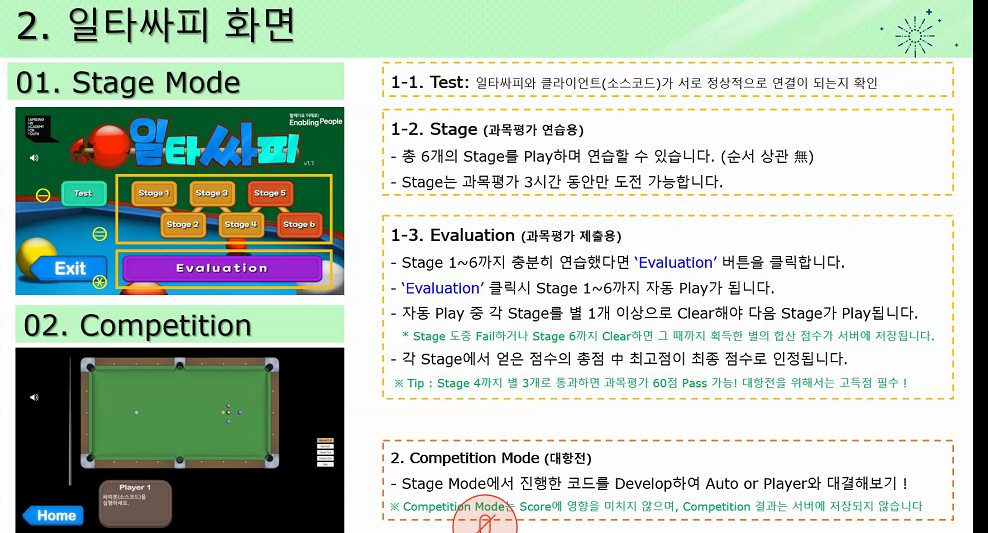 2. 일타싸피 화면
01. Stage Mode
SAMSUNG SW ACADEMY FOR YOUTH
함께가요 미래로!
Enabling People
일타싸피
v1.7
Test
Stage 1
Stage 3
Stage 5
Stage 2
Stage 4
Stage 6
Exit
Evaluation
02. Competition
Player 1
싸피봇(소스코드)을
실행하세요.
Home
1-1. Test: 일타싸피와 클라이언트(소스코드)가 서로 정상적으로 연결이 되는지 확인
1-2. Stage (과목평가 연습용)
- 총 6개의 Stage를 Play하며 연습할 수 있습니다. (순서 상관 無)
- Stage는 과목평가 3시간 동안만 도전 가능합니다.
1-3. Evaluation (과목평가 제출용)
- Stage 1~6까지 충분히 연습했다면 ‘Evaluation’ 버튼을 클릭합니다.
- ‘Evaluation’ 클릭시 Stage 1~6까지 자동 Play가 됩니다.
- 자동 Play 중 각 Stage를 별 1개 이상으로 Clear해야 다음 Stage가 Play됩니다.
* Stage 도중 Fail하거나 Stage 6까지 Clear하면 그 때까지 획득한 별의 합산 점수가 서버에 저장됩니다.
- 각 Stage에서 얻은 점수의 총점 中 최고점이 최종 점수로 인정됩니다.
※ Tip : Stage 4까지 별 3개로 통과하면 과목평가 60점 Pass 가능! 대항전을 위해서는 고득점 필수 !
2. Competition Mode (대항전)
- Stage Mode에서 진행한 코드를 Develop하여 Auto or Player와 대결해보기 !
※ Competition Mode는 Score에 영향을 미치지 않으며, Competition 결과는 서버에 저장되지 않습니다